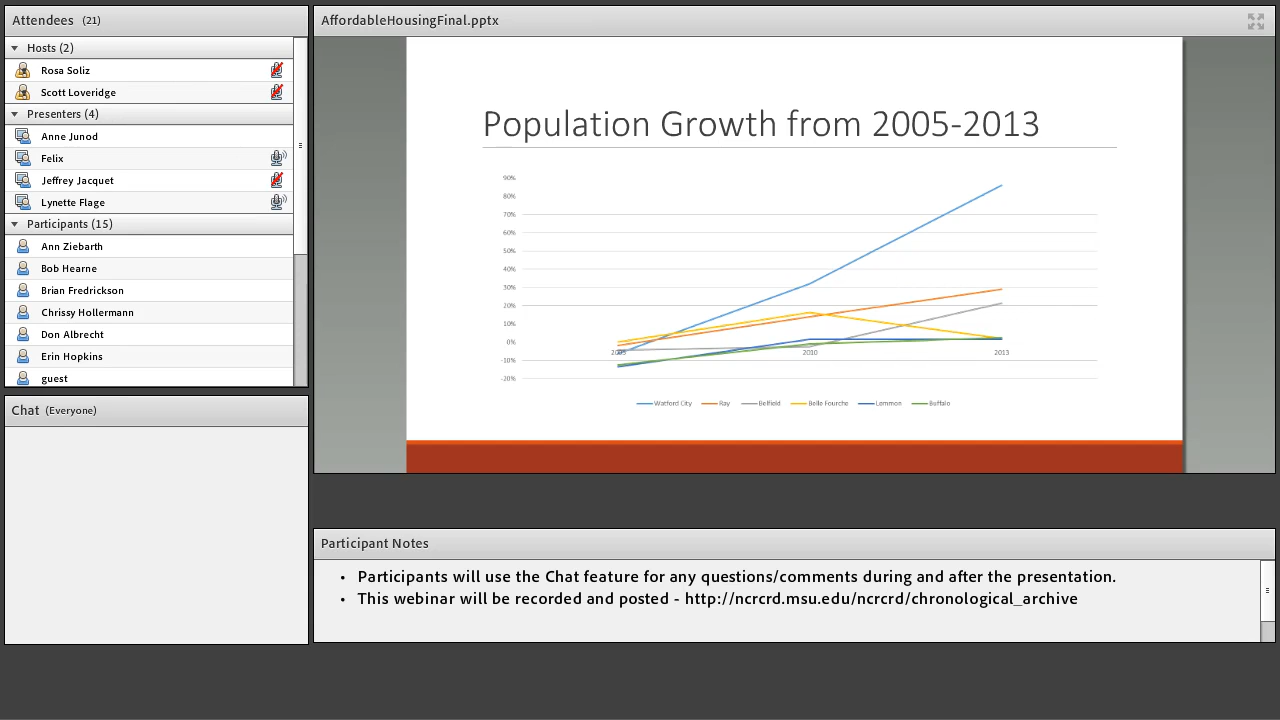 Attendees (21)
Hosts (2)
Rosa Soliz
Scott Loveridge
Presenters (4)
Anne Junod
Felix
Jeffrey Jacquet
Lynette Flage
Participants (15)
Ann Ziebarth
Bob Hearne
Brian Fredrickson
Chrissy Hollermann
Don Albrecht
Erin Hopkins
guest
Chat (Everyone)
AffordableHousingFinal.pptx
Population Growth from 2005-2013
90%
80%
70%
60%
50%
40%
30%
20%
10%
0%
-10%
-20%
2005 2010 2013
Watford City Ray Belfield Belle Fourche Lemmon Buffalo
Participant Notes
• Participants will use the Chat feature for any questions/comments during and after the presentation.
• This webinar will be recorded and posted - http://ncrcrd.msu.edu/ncrcrd/chronological_archive